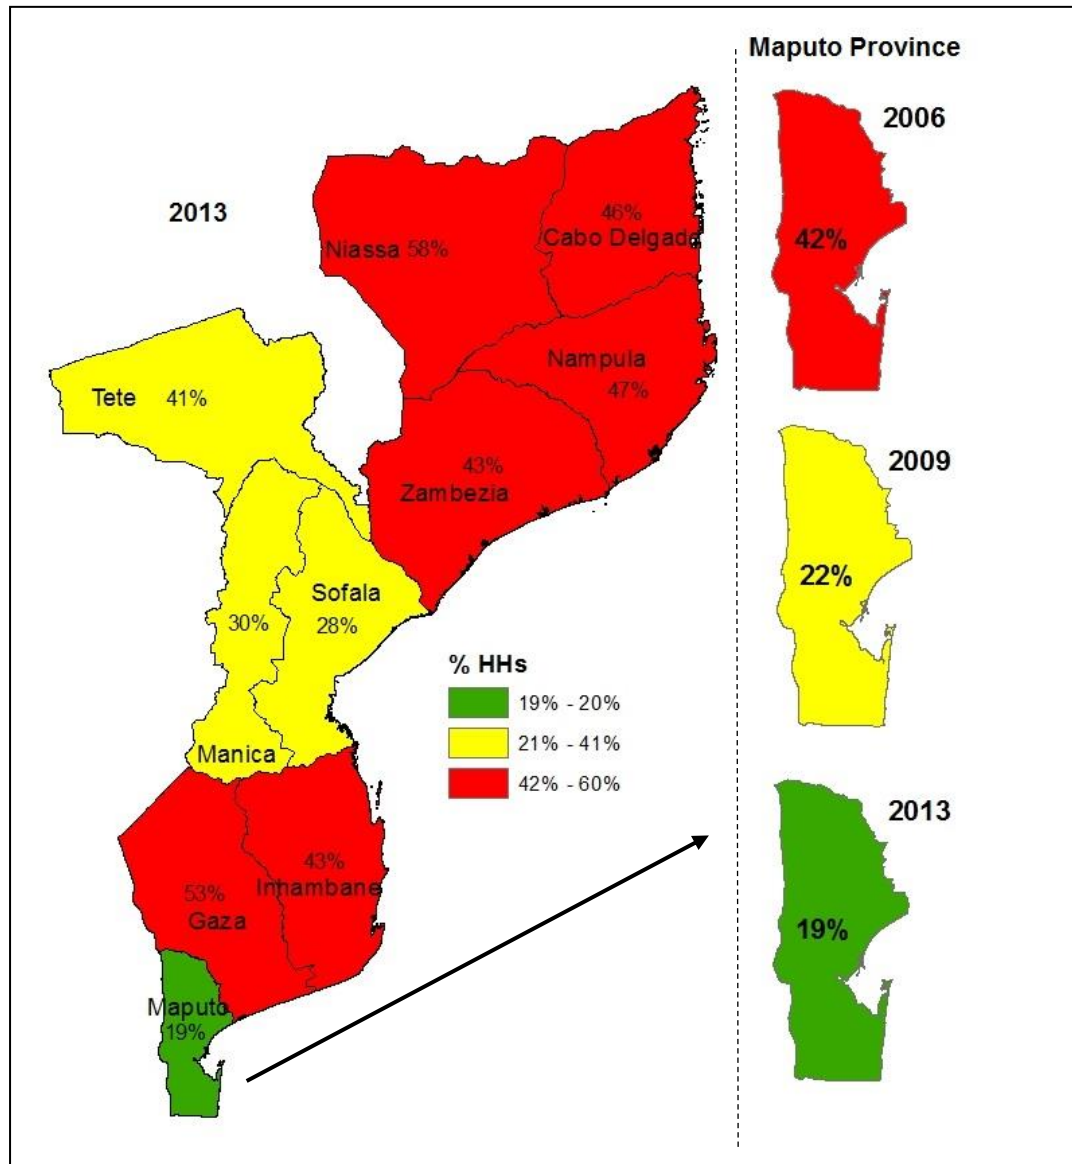 2013
Niassa 58%
46%
Cabo Delgado
Nampula
47%
Tete 41%
43%
Zambezia
Sofala
28%
30%
Manica
% HHs
19% - 20%
21% - 41%
42% - 60%
43%
Inhambane
53%
Gaza
Maputo
19%
Maputo Province
2006
42%
2009
22%
2013
19%